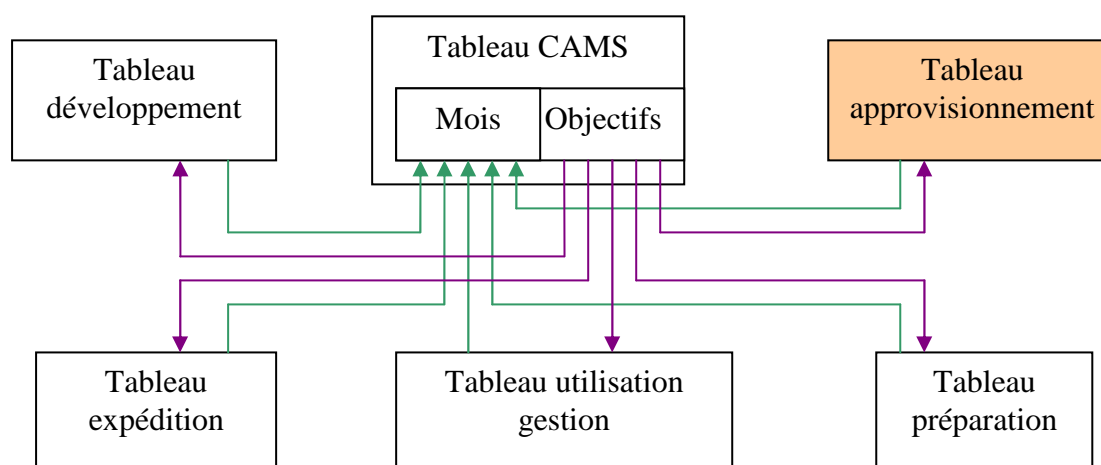 Tableau
développement
Tableau CAMS
Mois
Objectifs
Tableau
approvisionnement
Tableau
expédition
Tableau utilisation
gestion
Tableau
préparation